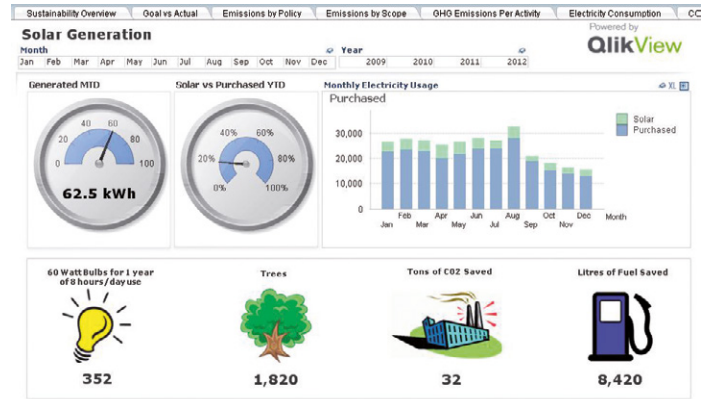 Sustainability Overview Goal vs Actual Emissions by Policy Emissions by Scope GHG Emissions Per Activity Electricity Consumption CO
Solar Generation
Powered by
QlikView
Month
Year
Jan Feb Mar Apr May Jun Jul Aug Sep Oct Nov Dec
2009 2010 2011 2012
Generated MTD
0 20 40 60 80 100
62.5 kWh
Solar vs Purchased YTD
0% 20% 40% 60% 80% 100%
Monthly Electricity Usage
XL
Purchased
30,000
20,000
10,000
0
Jan Feb Mar Apr May Jun Jul Aug Sep Oct Nov Dec
Month
Solar
Purchased
60 Watt Bulbs for 1 year
of 8 hours/day use
352
Trees
1,820
Tons of CO2 Saved
32
Litres of Fuel Saved
8,420